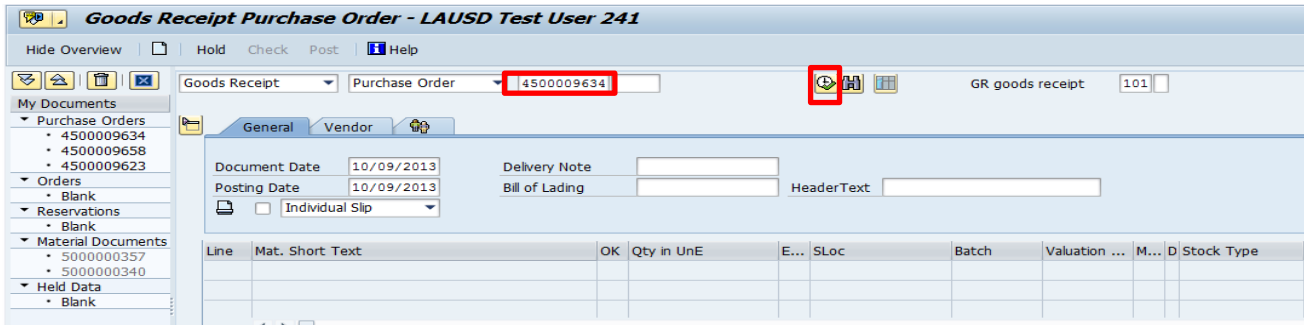 Goods Receipt Purchase Order - LAUSD Test User 241
Hide Overview Hold Check Post Help
Goods Receipt Purchase Order 4500009634 GR goods receipt 101
My Documents
Purchase Orders
4500009634
4500009658
4500009623
Orders
Blank
Reservations
Blank
Material Documents
5000000357
5000000340
Held Data
Blank
General Vendor
Document Date 10/09/2013 Delivery Note
Posting Date 10/09/2013 Bill of Lading HeaderText
Individual Slip
Line Mat. Short Text OK Qty in UnE E... SLoc Batch Valuation ... M... D Stock Type